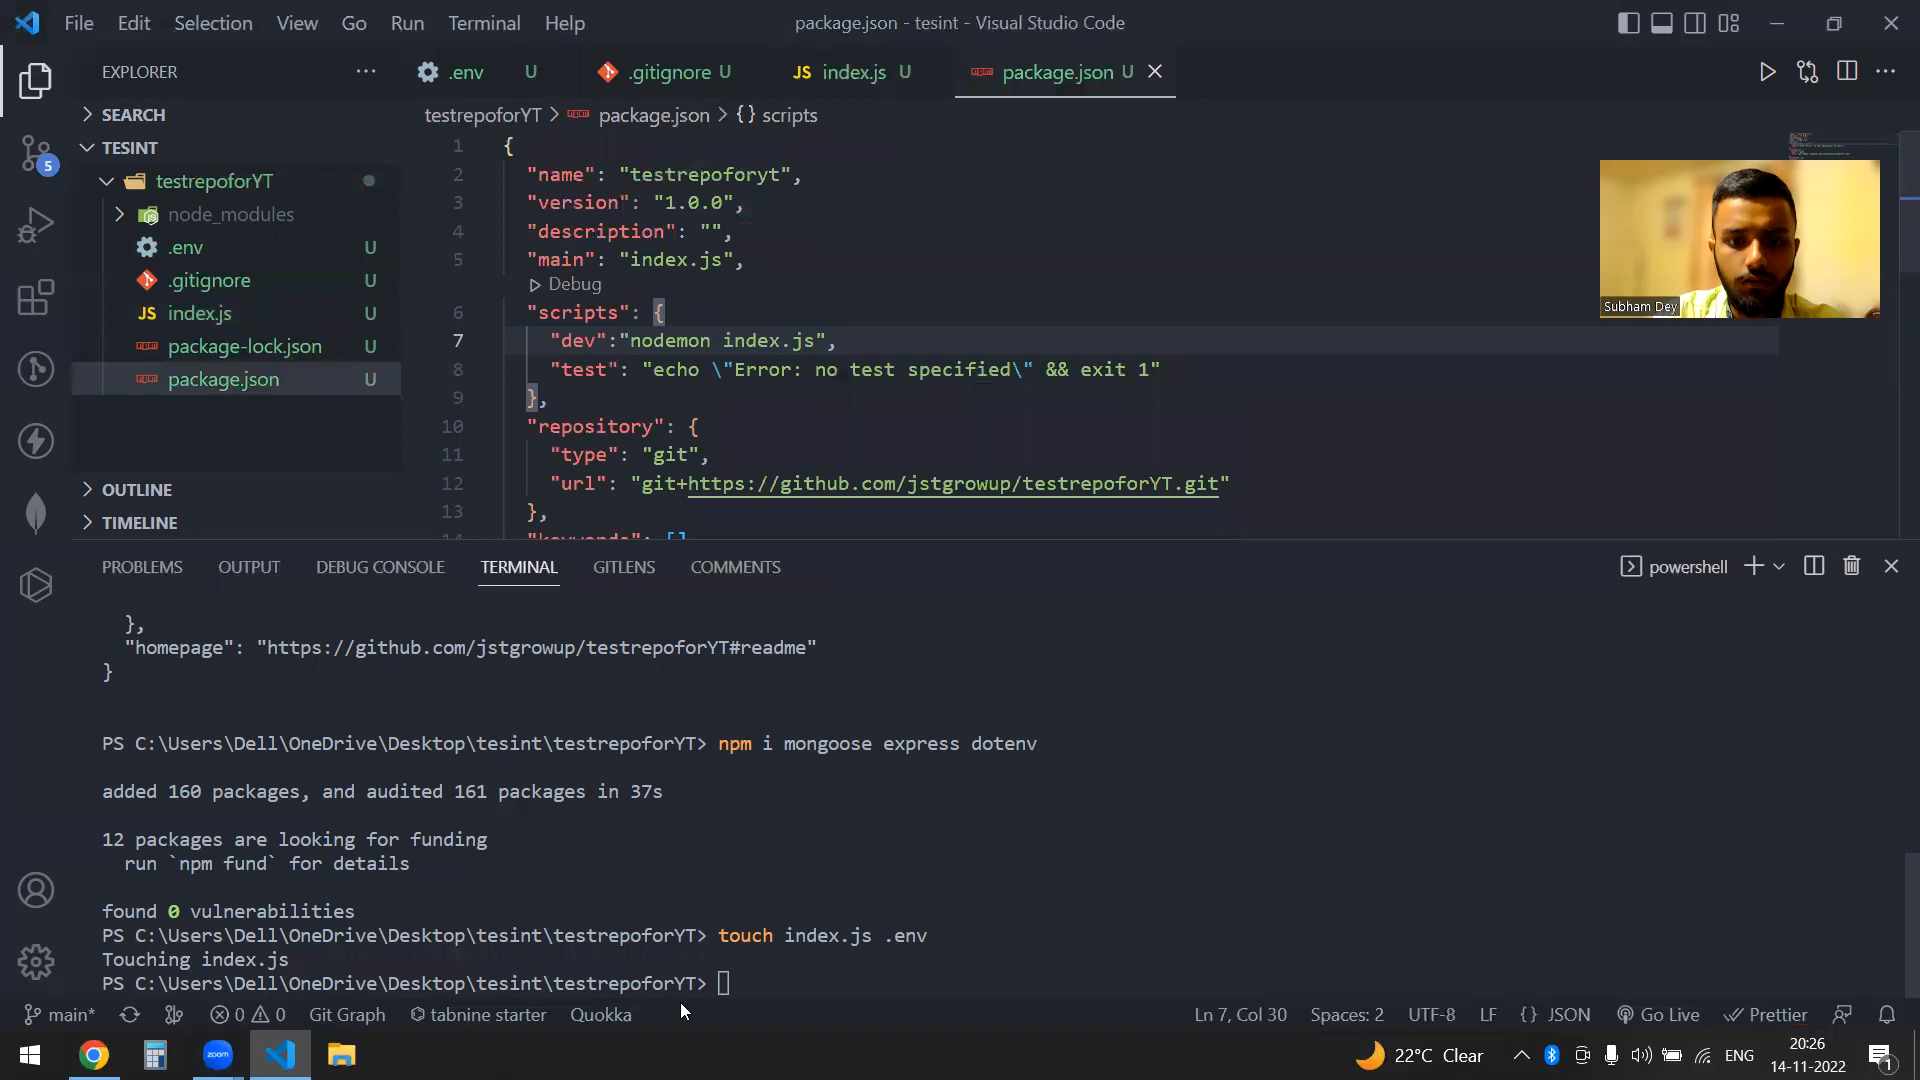 File Edit Selection View Go Run Terminal Help
package.json - tesint - Visual Studio Code
EXPLORER
.env U
.gitignore U
JS index.js U
package.json U
SEARCH
TESINT
testrepoforYT
node_modules
.env U
.gitignore U
JS index.js U
package-lock.json U
package.json U
OUTLINE
TIMELINE
5
testrepoforYT > package.json > {} scripts
1 {
2 "name": "testrepoforyt",
3 "version": "1.0.0",
4 "description": "",
5 "main": "index.js",
Debug
6 "scripts": {
7 "dev":"nodemon index.js",
8 "test": "echo \"Error: no test specified\" && exit 1"
9 },
10 "repository": {
11 "type": "git",
12 "url": "git+https://github.com/jstgrowup/testrepoforYT.git"
13 },
14 "keywords": []
Subham Dey
PROBLEMS OUTPUT DEBUG CONSOLE TERMINAL GITLENS COMMENTS
powershell
},
"homepage": "https://github.com/jstgrowup/testrepoforYT#readme"
}
PS C:\Users\Dell\OneDrive\Desktop\tesint\testrepoforYT> npm i mongoose express dotenv
added 160 packages, and audited 161 packages in 37s
12 packages are looking for funding
run `npm fund` for details
found 0 vulnerabilities
PS C:\Users\Dell\OneDrive\Desktop\tesint\testrepoforYT> touch index.js .env
Touching index.js
PS C:\Users\Dell\OneDrive\Desktop\tesint\testrepoforYT>
main* 0 0 Git Graph tabnine starter Quokka
Ln 7, Col 30 Spaces: 2 UTF-8 LF {} JSON Go Live Prettier
zoom
22°C Clear
ENG
20:26
14-11-2022
1